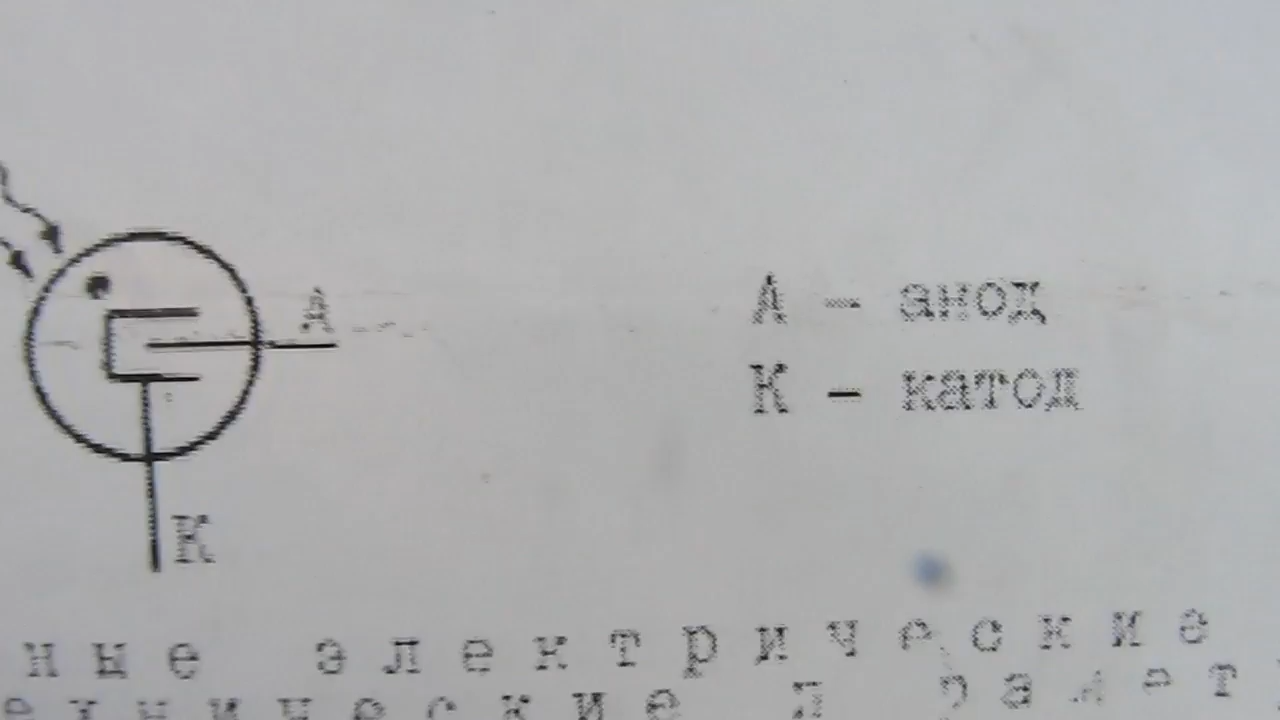 А
А – анод
К – катод
К
ные электрические